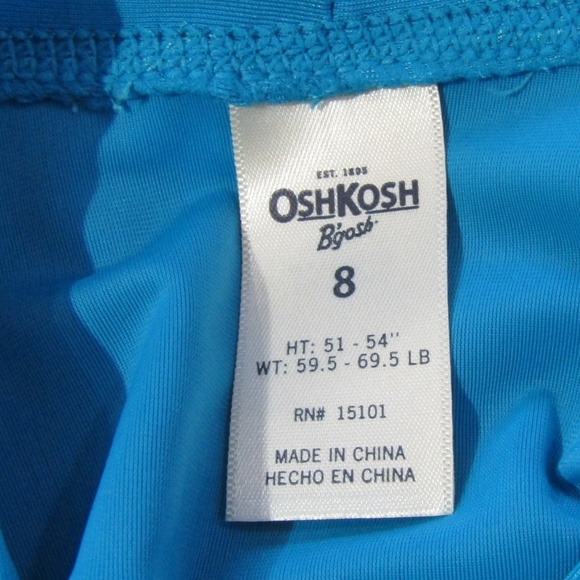 EST. 1895
OSHKOSH
B'gosh
8
HT: 51 - 54"
WT: 59.5 - 69.5 LB
RN# 15101
MADE IN CHINA
HECHO EN CHINA